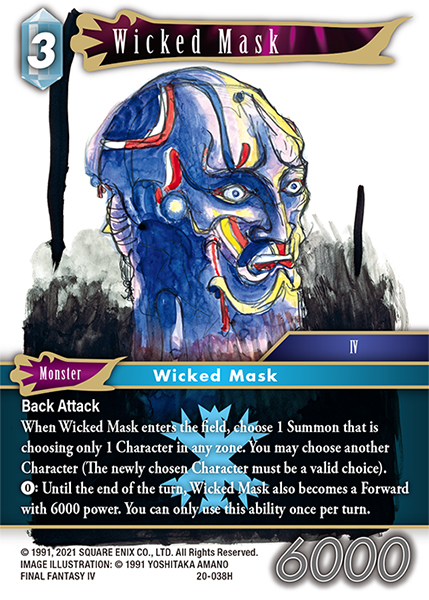 3
Wicked Mask
IV
Monster
Wicked Mask
Back Attack
When Wicked Mask enters the field, choose 1 Summon that is
choosing only 1 Character in any zone. You may choose another
Character (The newly chosen Character must be a valid choice).
0: Until the end of the turn, Wicked Mask also becomes a Forward
with 6000 power. You can only use this ability once per turn.
© 1991, 2021 SQUARE ENIX CO., LTD. All Rights Reserved.
IMAGE ILLUSTRATION: © 1991 YOSHITAKA AMANO
FINAL FANTASY IV 20-038H
6000